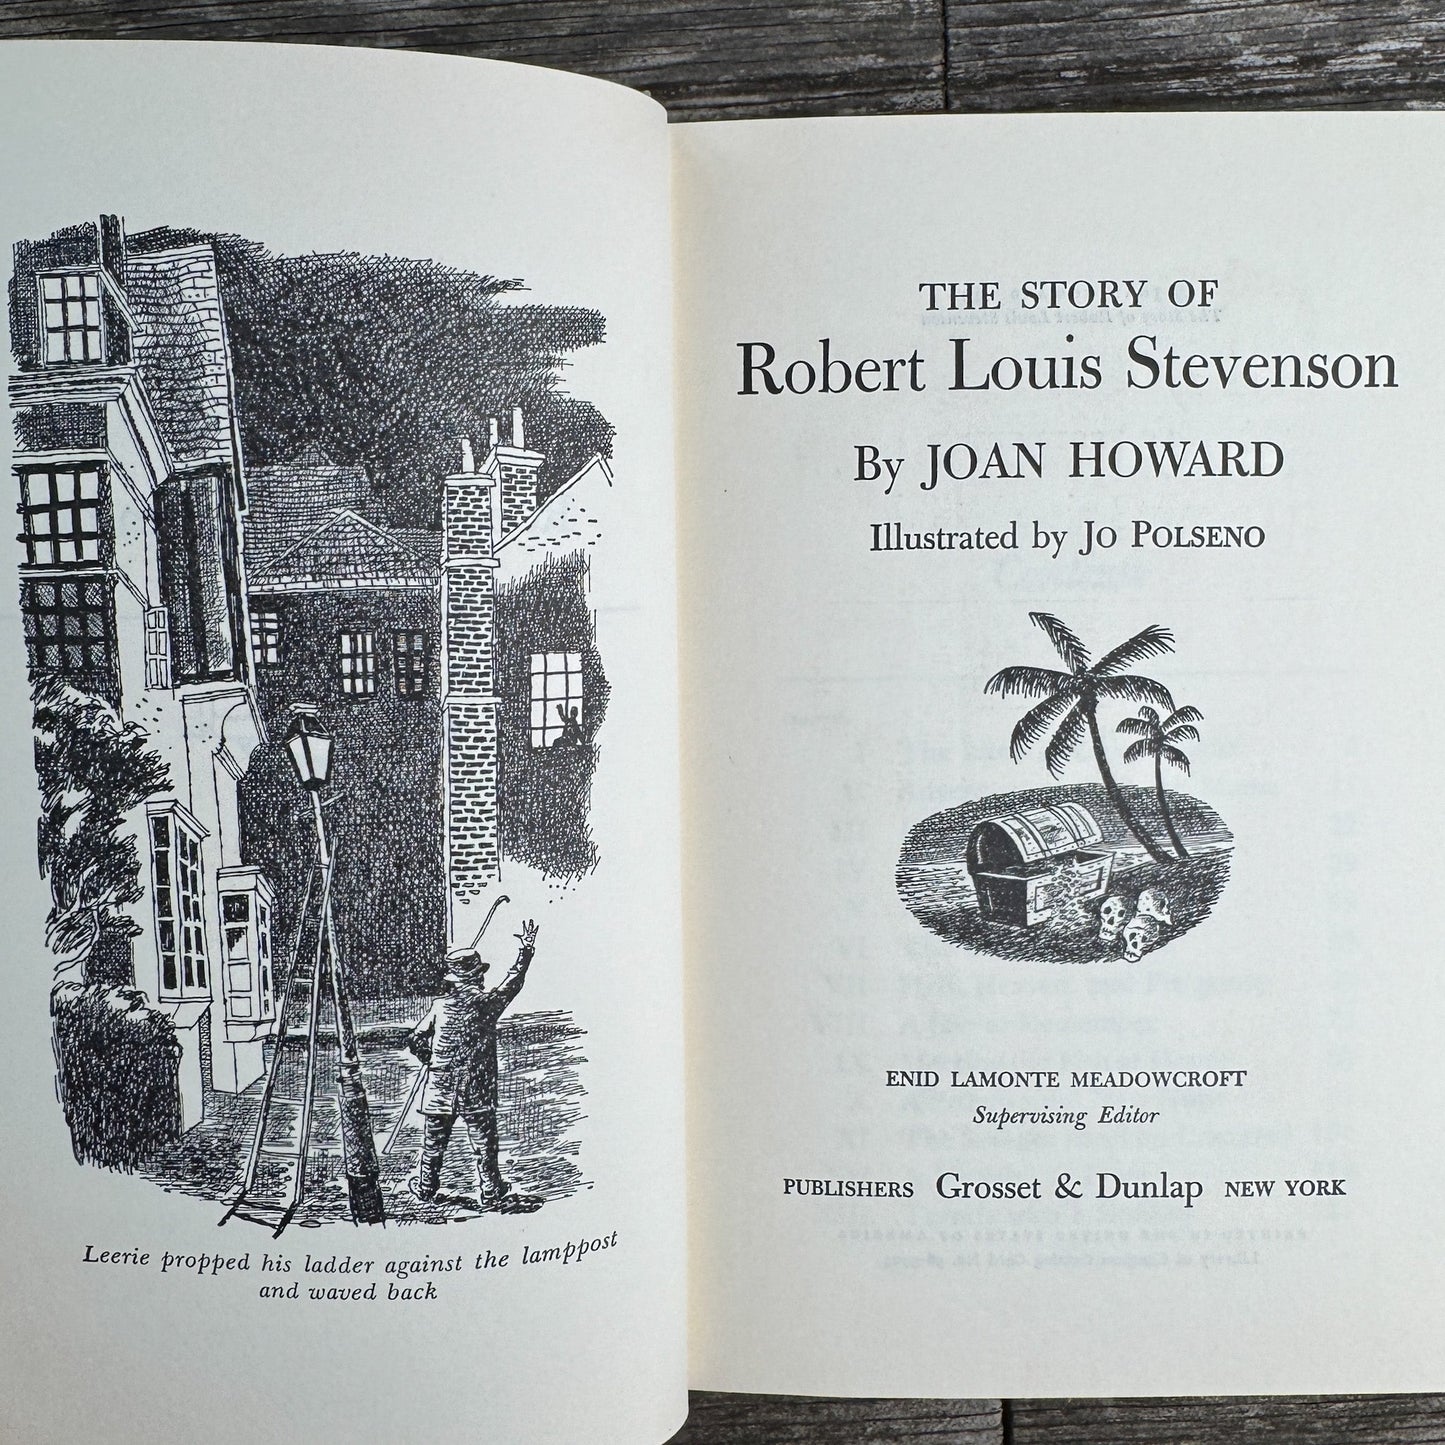 Leerie propped his ladder against the lamppost
and waved back
THE STORY OF
Robert Louis Stevenson
By JOAN HOWARD
Illustrated by JO POLSENO
ENID LAMONTE MEADOWCROFT
Supervising Editor
PUBLISHERS Grosset & Dunlap NEW YORK